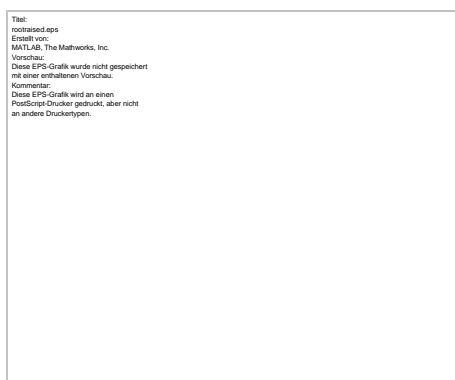 Titel:
rootraised.eps
Erstellt von:
MATLAB, The Mathworks, Inc.
Vorschau:
Diese EPS-Grafik wurde nicht gespeichert
mit einer enthaltenen Vorschau.
Kommentar:
Diese EPS-Grafik wird an einen
PostScript-Drucker gedruckt, aber nicht
an andere Druckertypen.